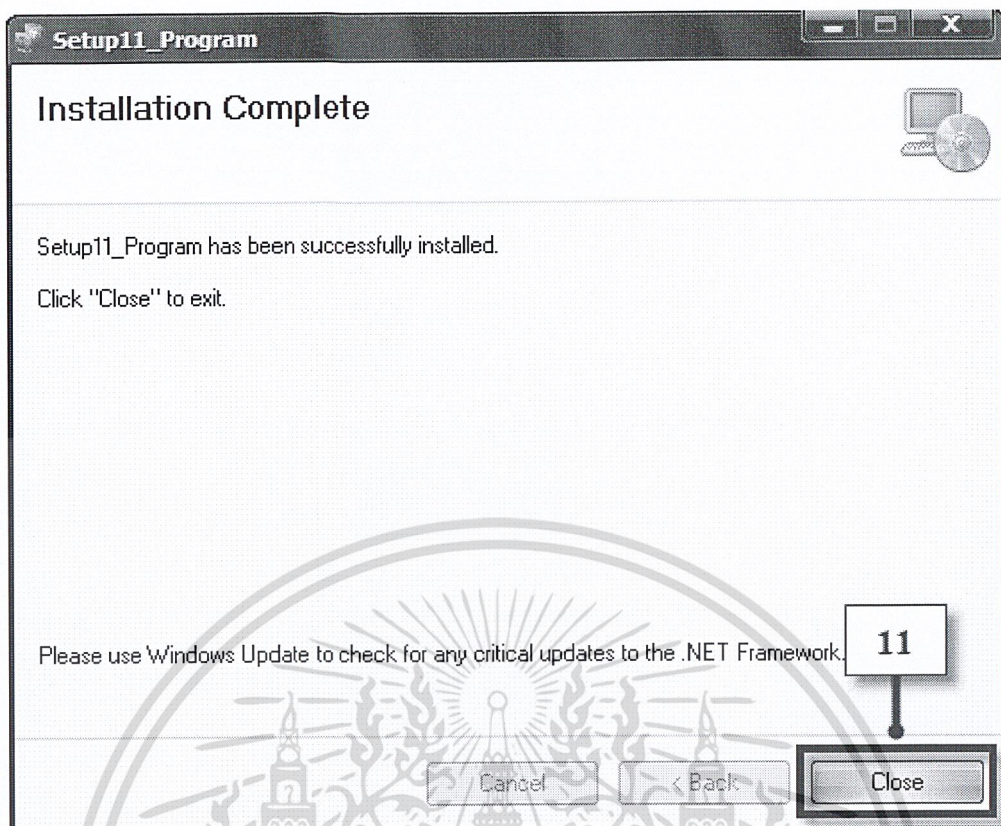 Setup11_Program
Installation Complete
Setup11_Program has been successfully installed.
Click "Close" to exit.
Please use Windows Update to check for any critical updates to the .NET Framework.
11
Cancel
< Back
Close